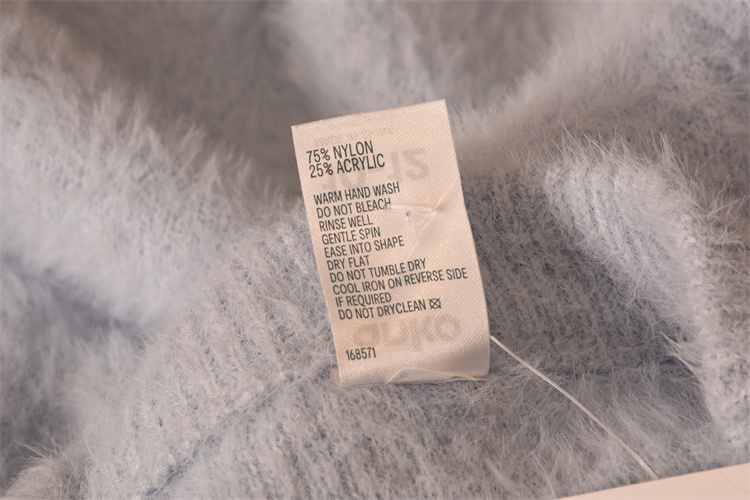 75% NYLON
25% ACRYLIC
WARM HAND WASH
DO NOT BLEACH
RINSE WELL
GENTLE SPIN
EASE INTO SHAPE
DRY FLAT
DO NOT TUMBLE DRY
COOL IRON ON REVERSE SIDE
IF REQUIRED
DO NOT DRYCLEAN
168571